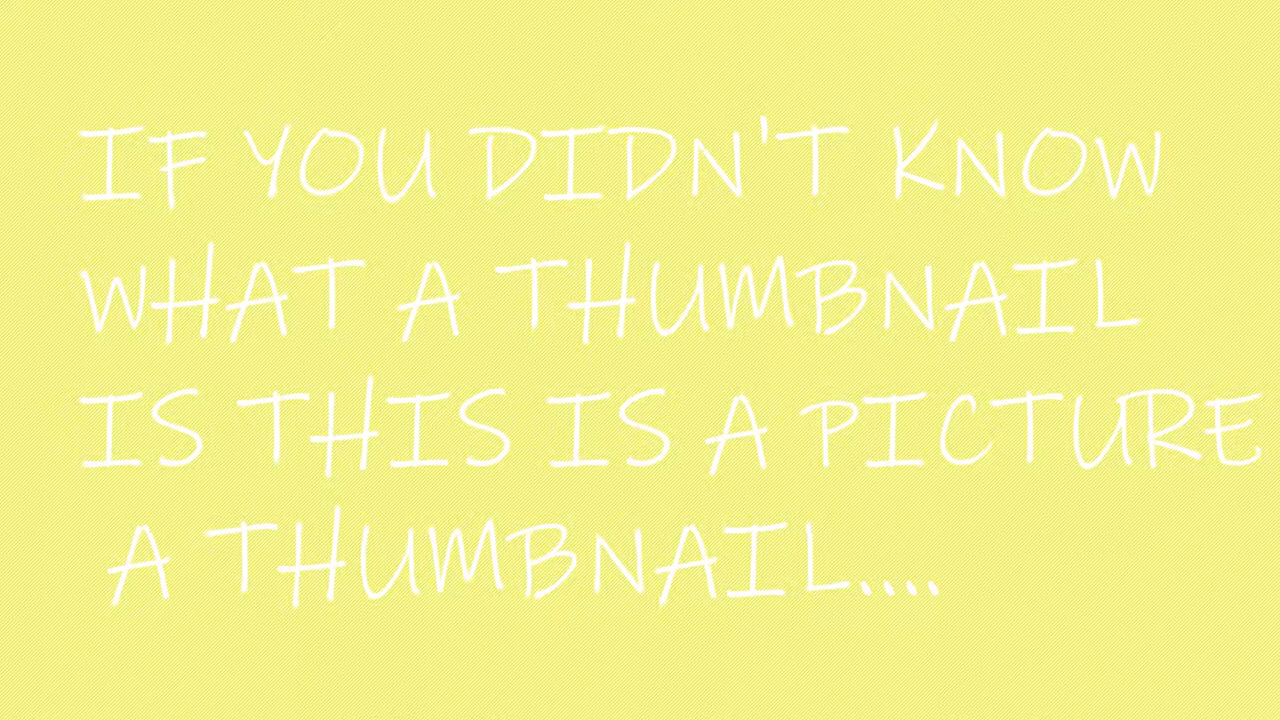 IF YOU DIDN'T KNOW
WHAT A THUMBNAIL
IS THIS IS A PICTURE
A THUMBNAIL....